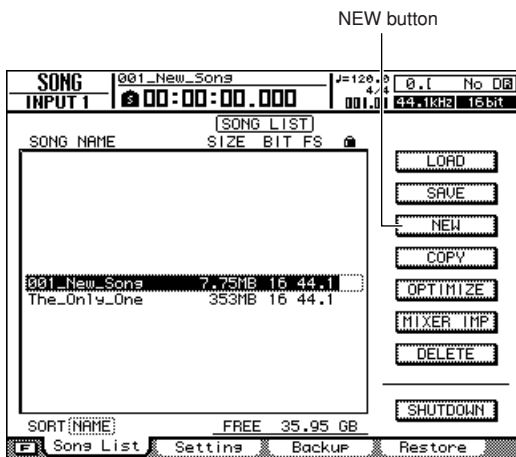 NEW button
SONG 001_New_Song ♩=120.0 0.[ No D
INPUT 1 S 00:00:00.000 4/4 001.01 44.1kHz 16bit
SONG LIST
SONG NAME SIZE BIT FS
LOAD
SAVE
NEW
COPY
001_New_Song 7.75MB 16 44.1
The_Only_One 353MB 16 44.1
OPTIMIZE
MIXER IMP
DELETE
SHUTDOWN
SORT NAME FREE 35.95 GB
F Song List Setting Backup Restore